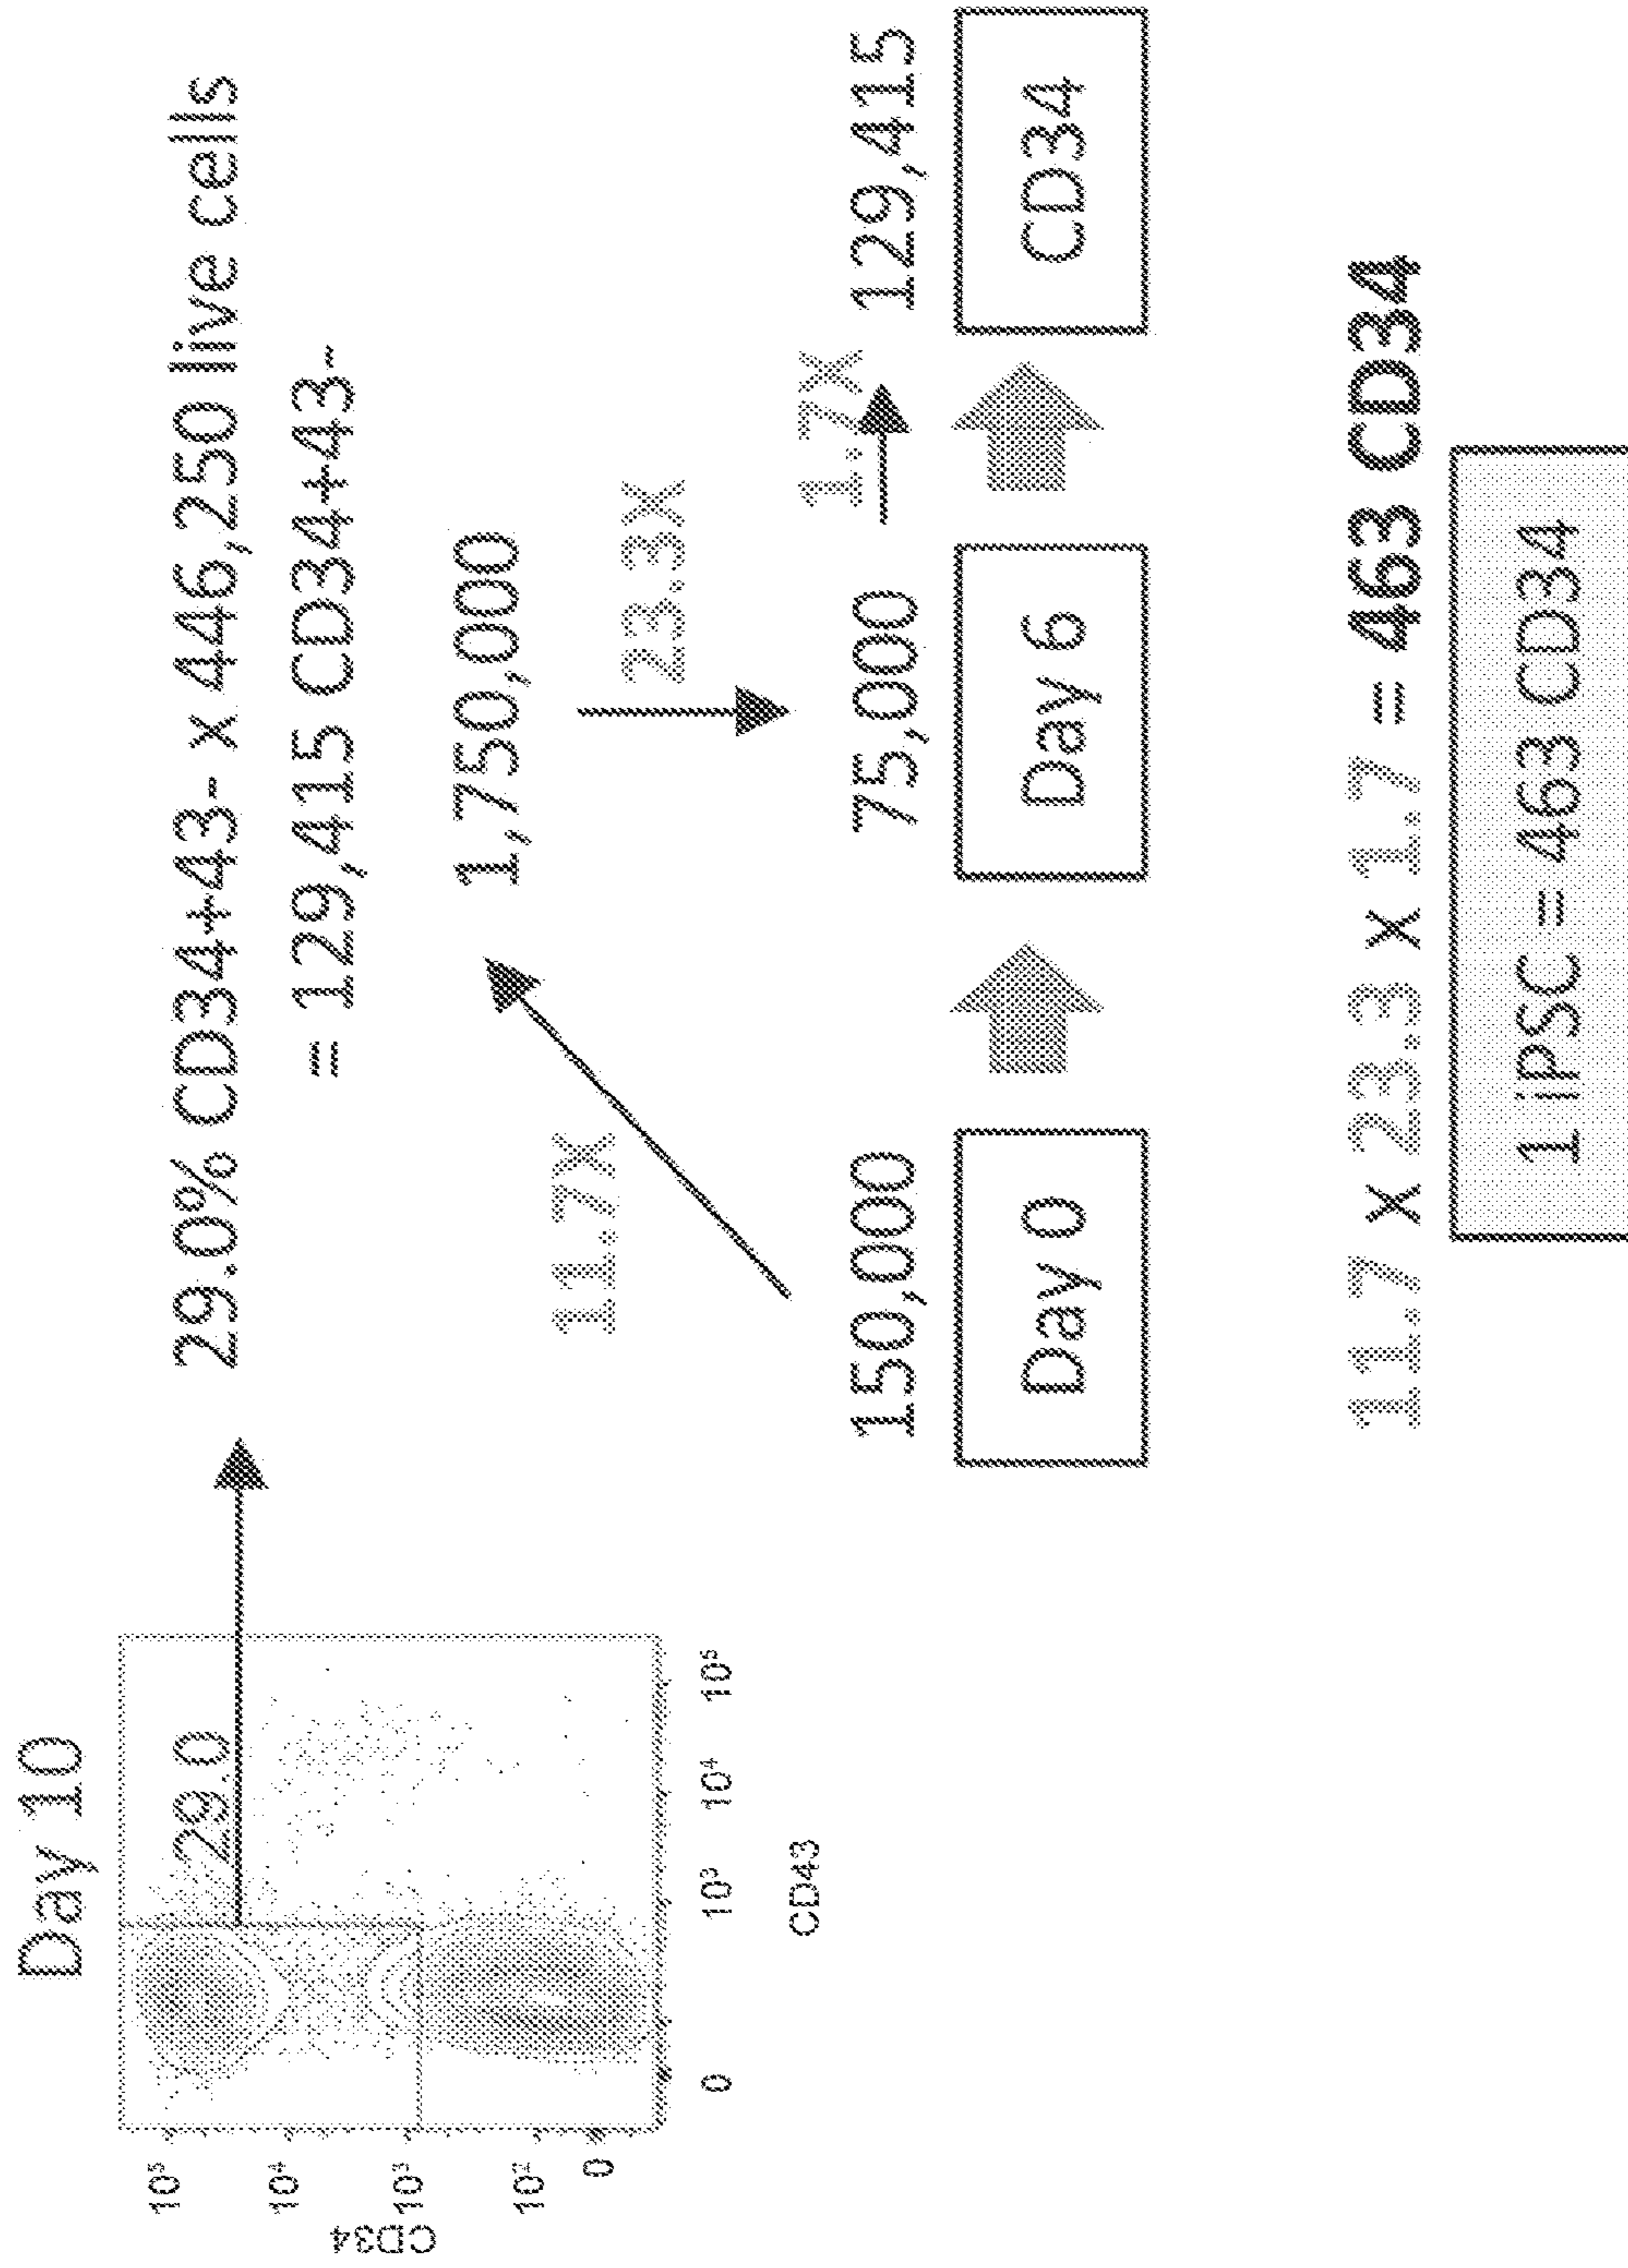 Day 10
29.0
10⁵
10⁴
10³
10²
0
CD34
0
10³
10⁴
10⁵
CD43
29.0% CD34+43- x 446,250 live cells
= 129,415 CD34+43-
1,750,000
11.7X
23.3X
1.7X
150,000
75,000
129,415
Day 0
Day 6
CD34
11.7 x 23.3 x 1.7 = 463 CD34
1 iPSC = 463 CD34